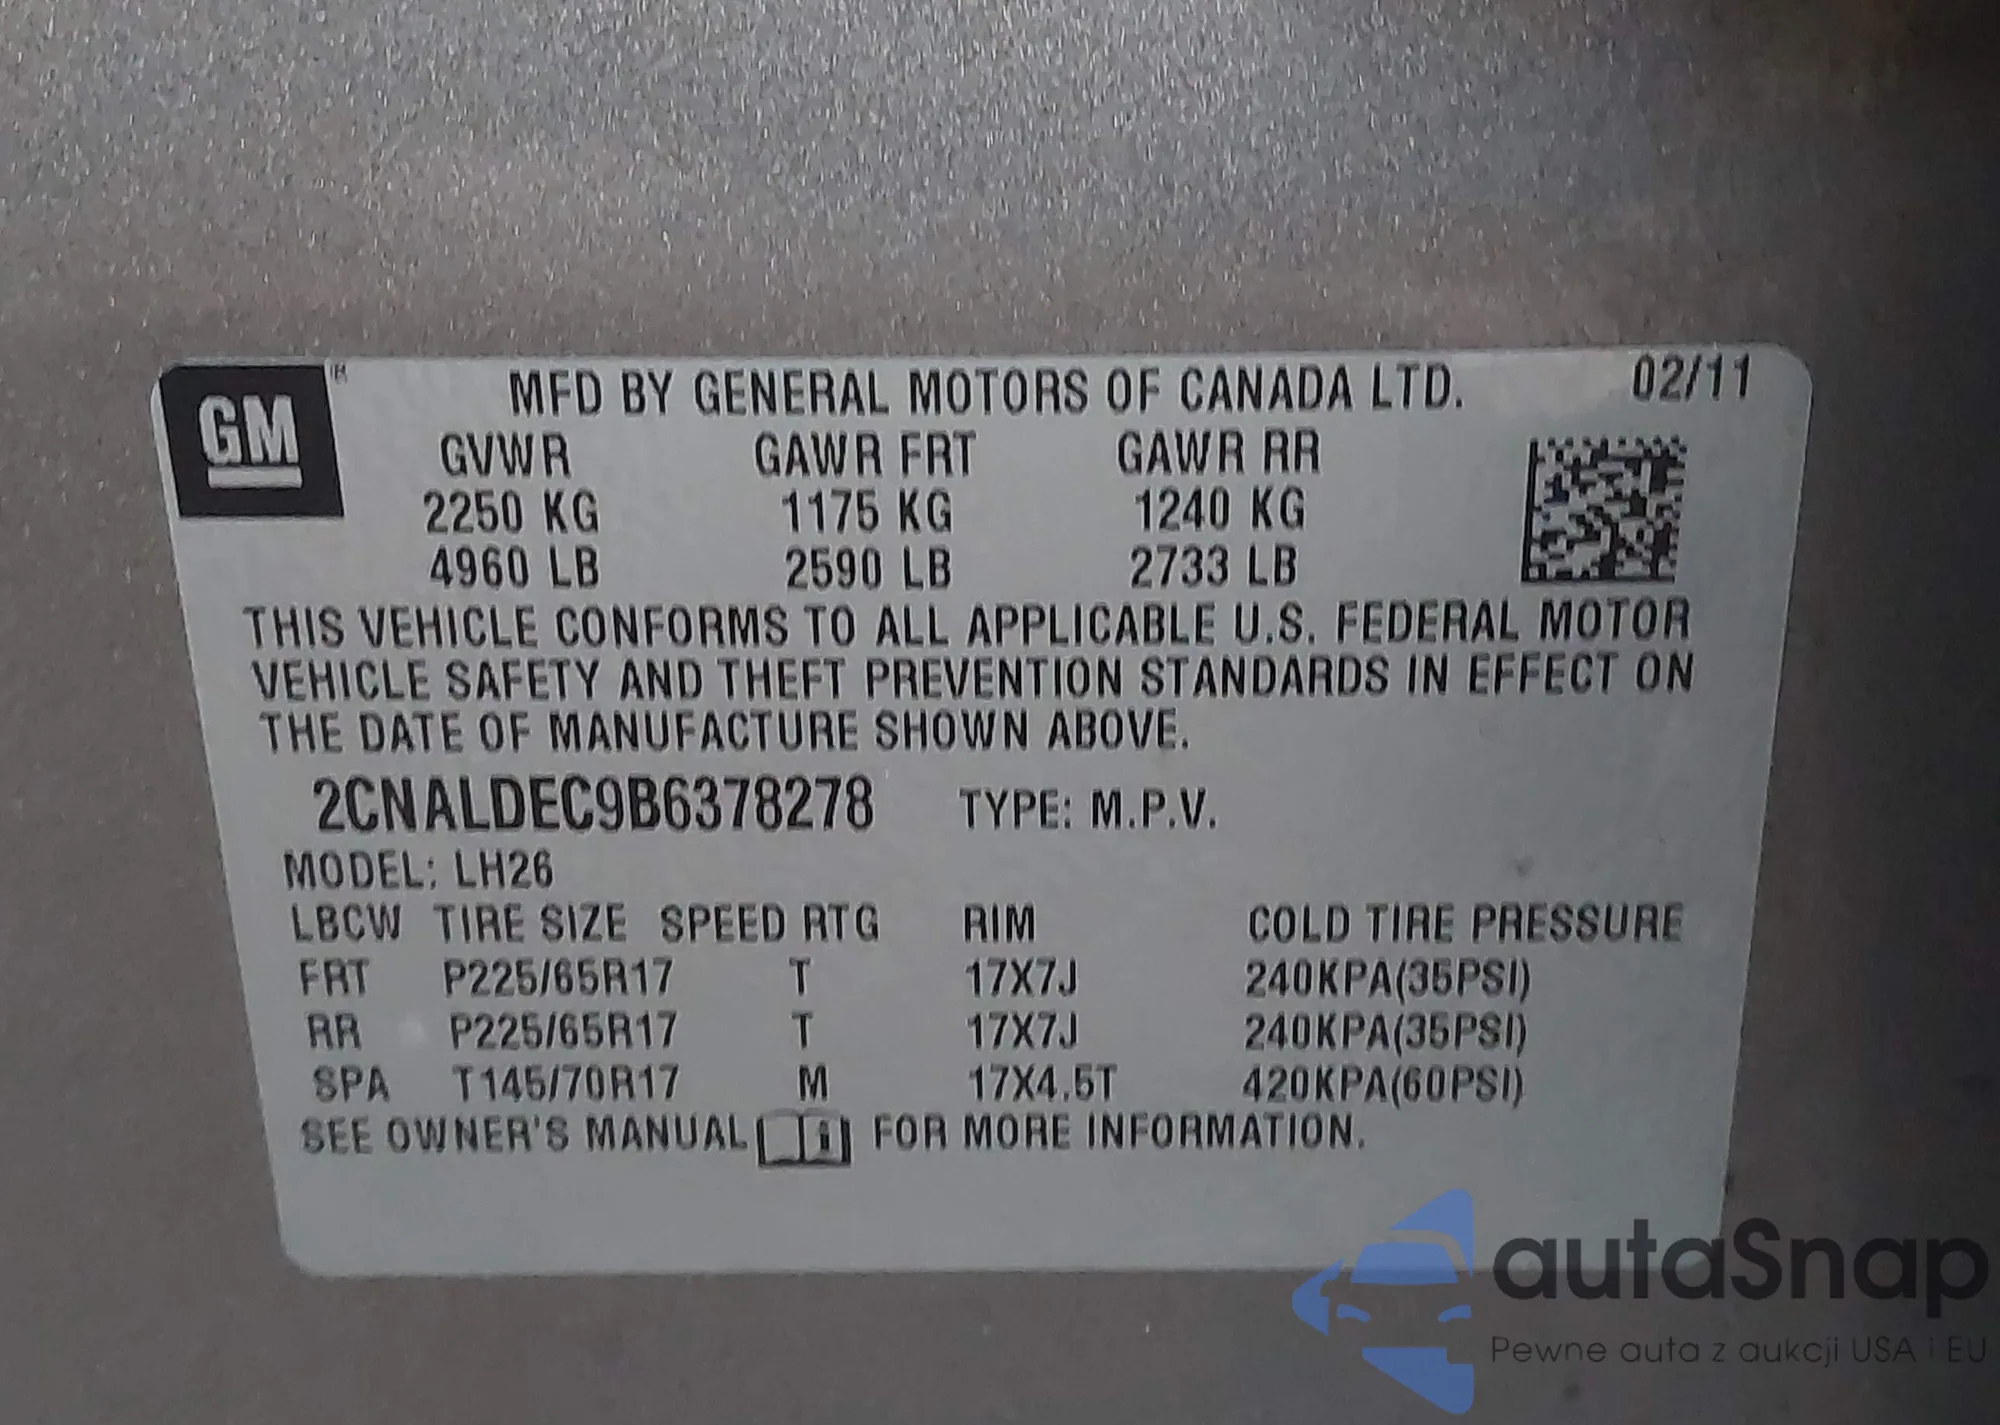 GM
MFD BY GENERAL MOTORS OF CANADA LTD. 02/11
GVWR GAWR FRT GAWR RR
2250 KG 1175 KG 1240 KG
4960 LB 2590 LB 2733 LB
THIS VEHICLE CONFORMS TO ALL APPLICABLE U.S. FEDERAL MOTOR
VEHICLE SAFETY AND THEFT PREVENTION STANDARDS IN EFFECT ON
THE DATE OF MANUFACTURE SHOWN ABOVE.
2CNALDEC9B6378278 TYPE: M.P.V.
MODEL: LH26
LBCW TIRE SIZE SPEED RTG RIM COLD TIRE PRESSURE
FRT P225/65R17 T 17X7J 240KPA(35PSI)
RR P225/65R17 T 17X7J 240KPA(35PSI)
SPA T145/70R17 M 17X4.5T 420KPA(60PSI)
SEE OWNER'S MANUAL FOR MORE INFORMATION.
autaSnap
Pewne auta z aukcji USA i EU